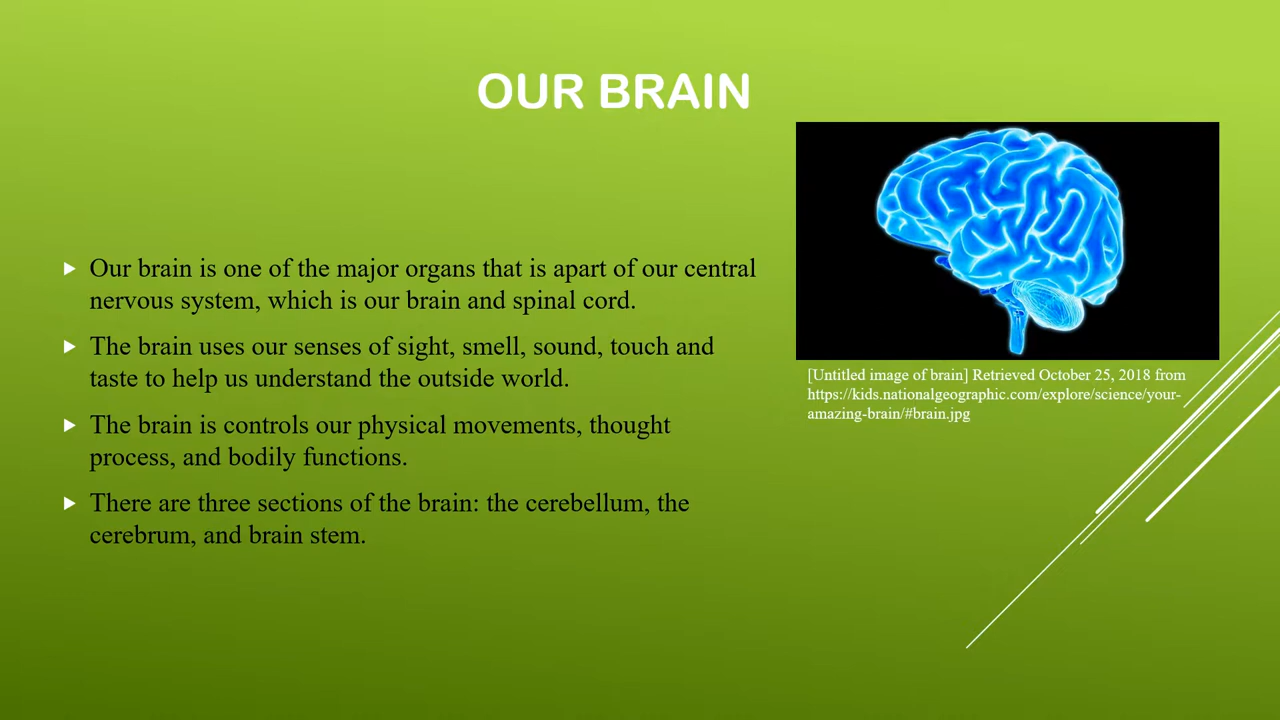 OUR BRAIN
Our brain is one of the major organs that is apart of our central
nervous system, which is our brain and spinal cord.
The brain uses our senses of sight, smell, sound, touch and
taste to help us understand the outside world.
The brain is controls our physical movements, thought
process, and bodily functions.
There are three sections of the brain: the cerebellum, the
cerebrum, and brain stem.
[Untitled image of brain] Retrieved October 25, 2018 from
https://kids.nationalgeographic.com/explore/science/your-
amazing-brain/#brain.jpg